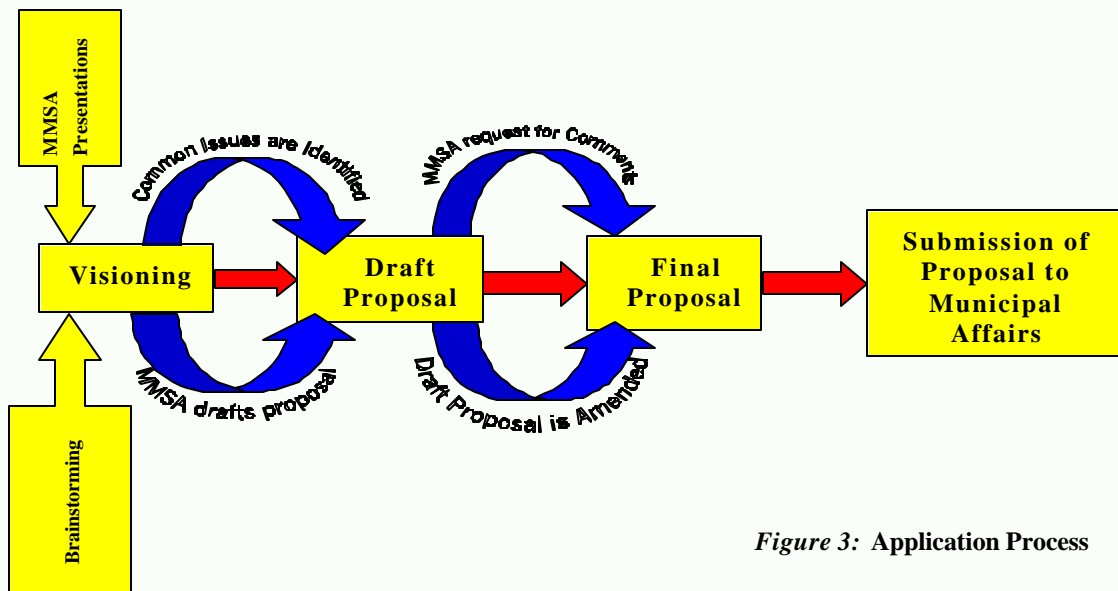 MMSA
Presentations
Common Issues are Identified
MMSA request for Comments
Visioning
Draft
Proposal
Final
Proposal
Submission of
Proposal to
Municipal
Affairs
MMSA drafts proposal
Draft Proposal is Amended
Brainstorming
Figure 3: Application Process